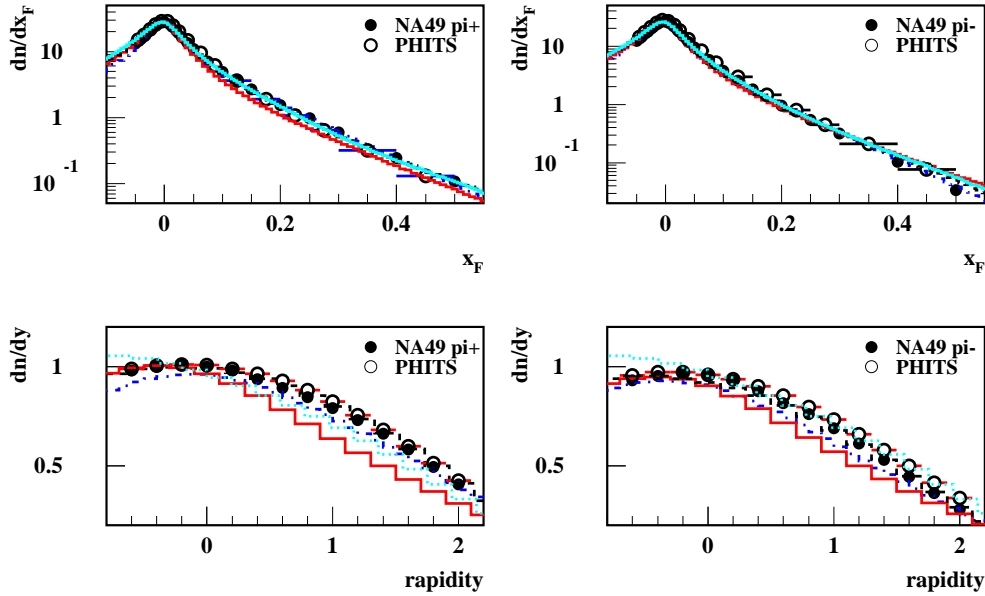 dn/dx_F
10
1
10⁻¹
NA49 pi+
PHITS
0
0.2
0.4
x_F
dn/dx_F
10
1
10⁻¹
NA49 pi-
PHITS
0
0.2
0.4
x_F
dn/dy
1
0.5
NA49 pi+
PHITS
0
1
2
rapidity
dn/dy
1
0.5
NA49 pi-
PHITS
0
1
2
rapidity